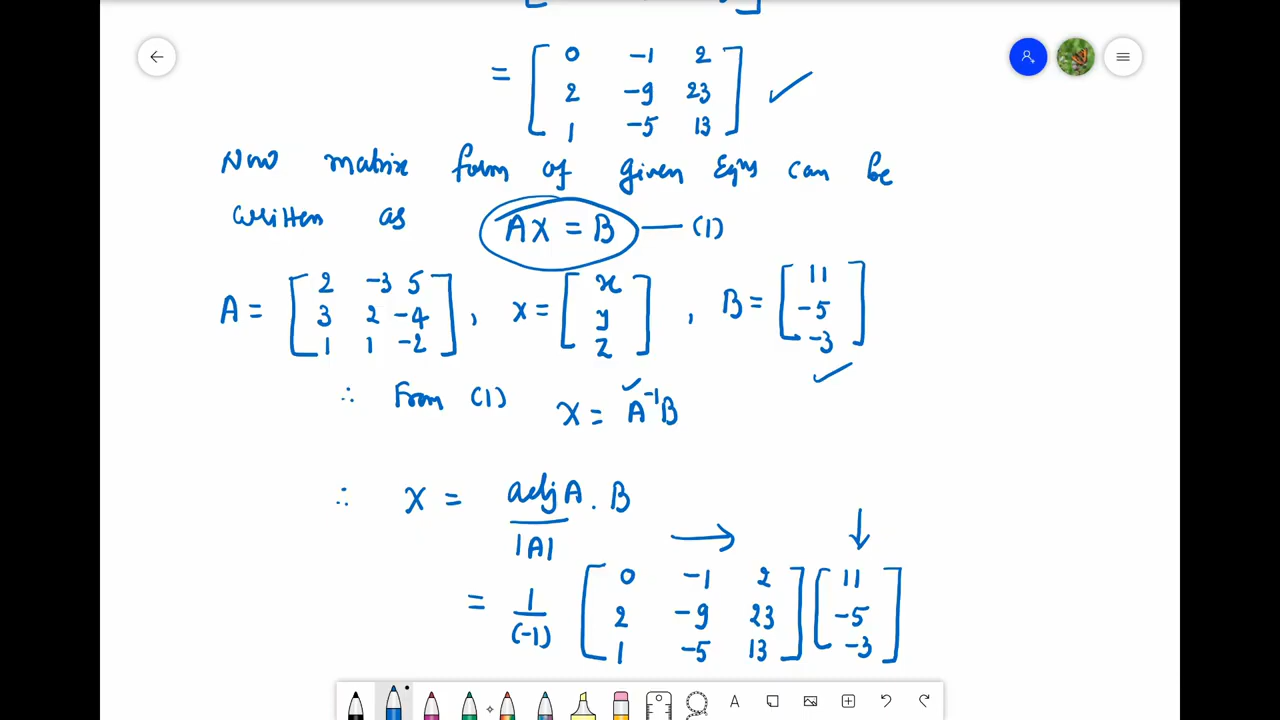 = [ 0 -1 2
2 -9 23
1 -5 13 ] ✓
Now matrix form of given Eqns can be
written as AX = B — (1)
A = [ 2 -3 5
3 2 -4
1 1 -2 ] , X = [ x
y
z ] , B = [ 11
-5
-3 ]
∴ From (1) X = A⁻¹B
∴ X = adjA . B
|A|
= 1/(-1) [ 0 -1 2
2 -9 23
1 -5 13 ] [ 11
-5
-3 ]
A